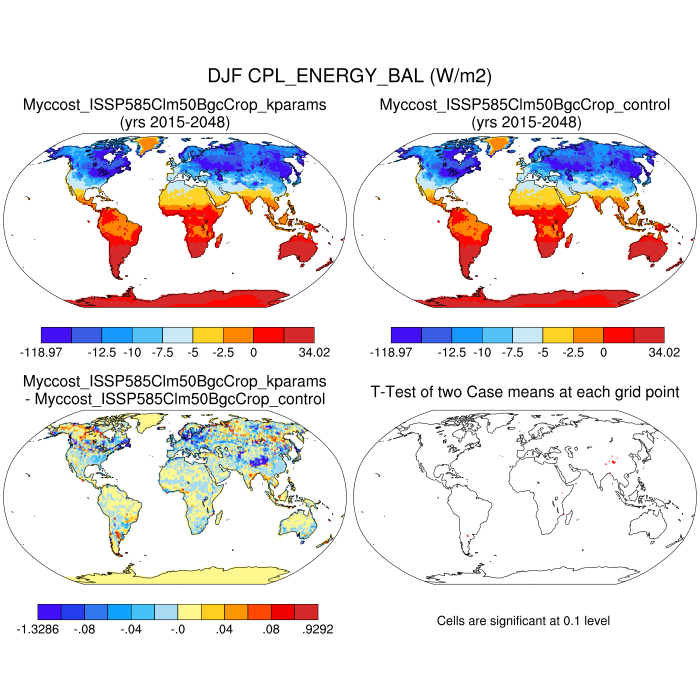 DJF CPL_ENERGY_BAL (W/m2)
Myccost_ISSP585Clm50BgcCrop_kparams
(yrs 2015-2048)
Myccost_ISSP585Clm50BgcCrop_control
(yrs 2015-2048)
-118.97 -12.5 -10 -7.5 -5 -2.5 0 34.02
-118.97 -12.5 -10 -7.5 -5 -2.5 0 34.02
Myccost_ISSP585Clm50BgcCrop_kparams
- Myccost_ISSP585Clm50BgcCrop_control
T-Test of two Case means at each grid point
-1.3286 -.08 -.04 -.0 .04 .08 .9292
Cells are significant at 0.1 level